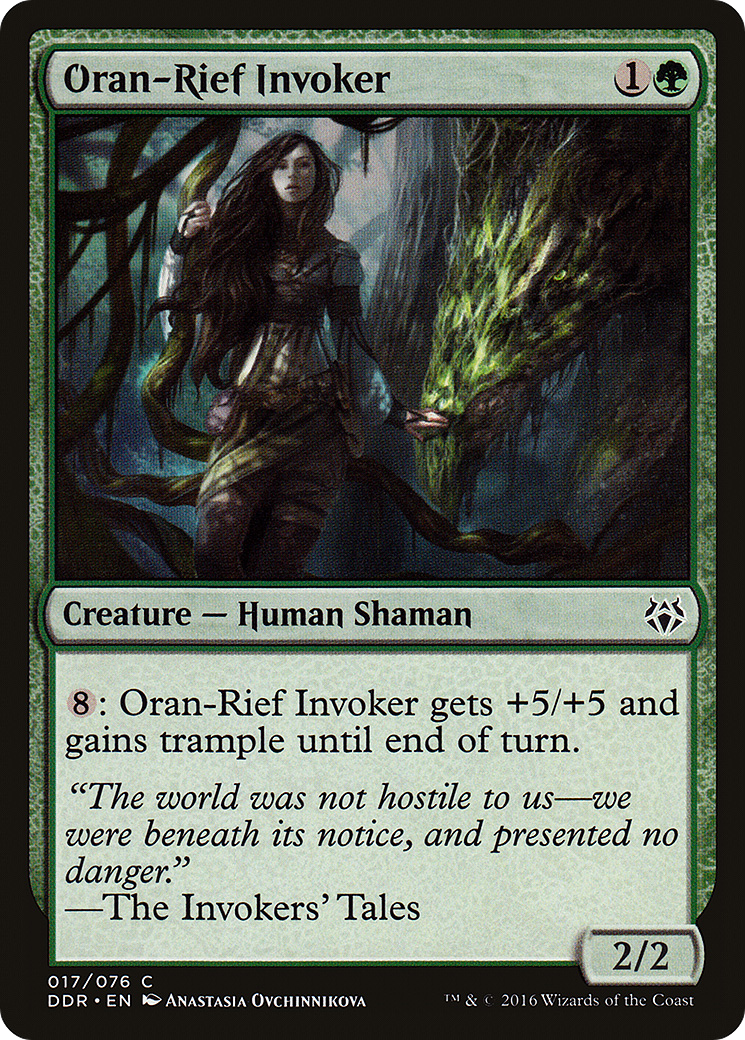 Oran-Rief Invoker 1
Creature — Human Shaman
8: Oran-Rief Invoker gets +5/+5 and
gains trample until end of turn.
“The world was not hostile to us—we
were beneath its notice, and presented no
danger.”
—The Invokers’ Tales
2/2
017/076 C
DDR • EN Anastasia Ovchinnikova ™ & © 2016 Wizards of the Coast